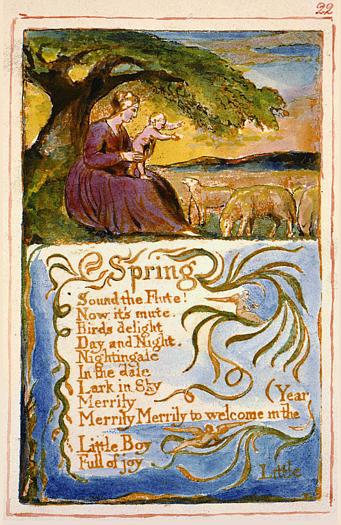 22
Spring
Sound the Flute!
Now it's mute.
Birds delight
Day and Night.
Nightingale
In the dale
Lark in Sky
Merrily
Merrily Merrily to welcome in the
(Year
Little Boy
Full of joy.
Little